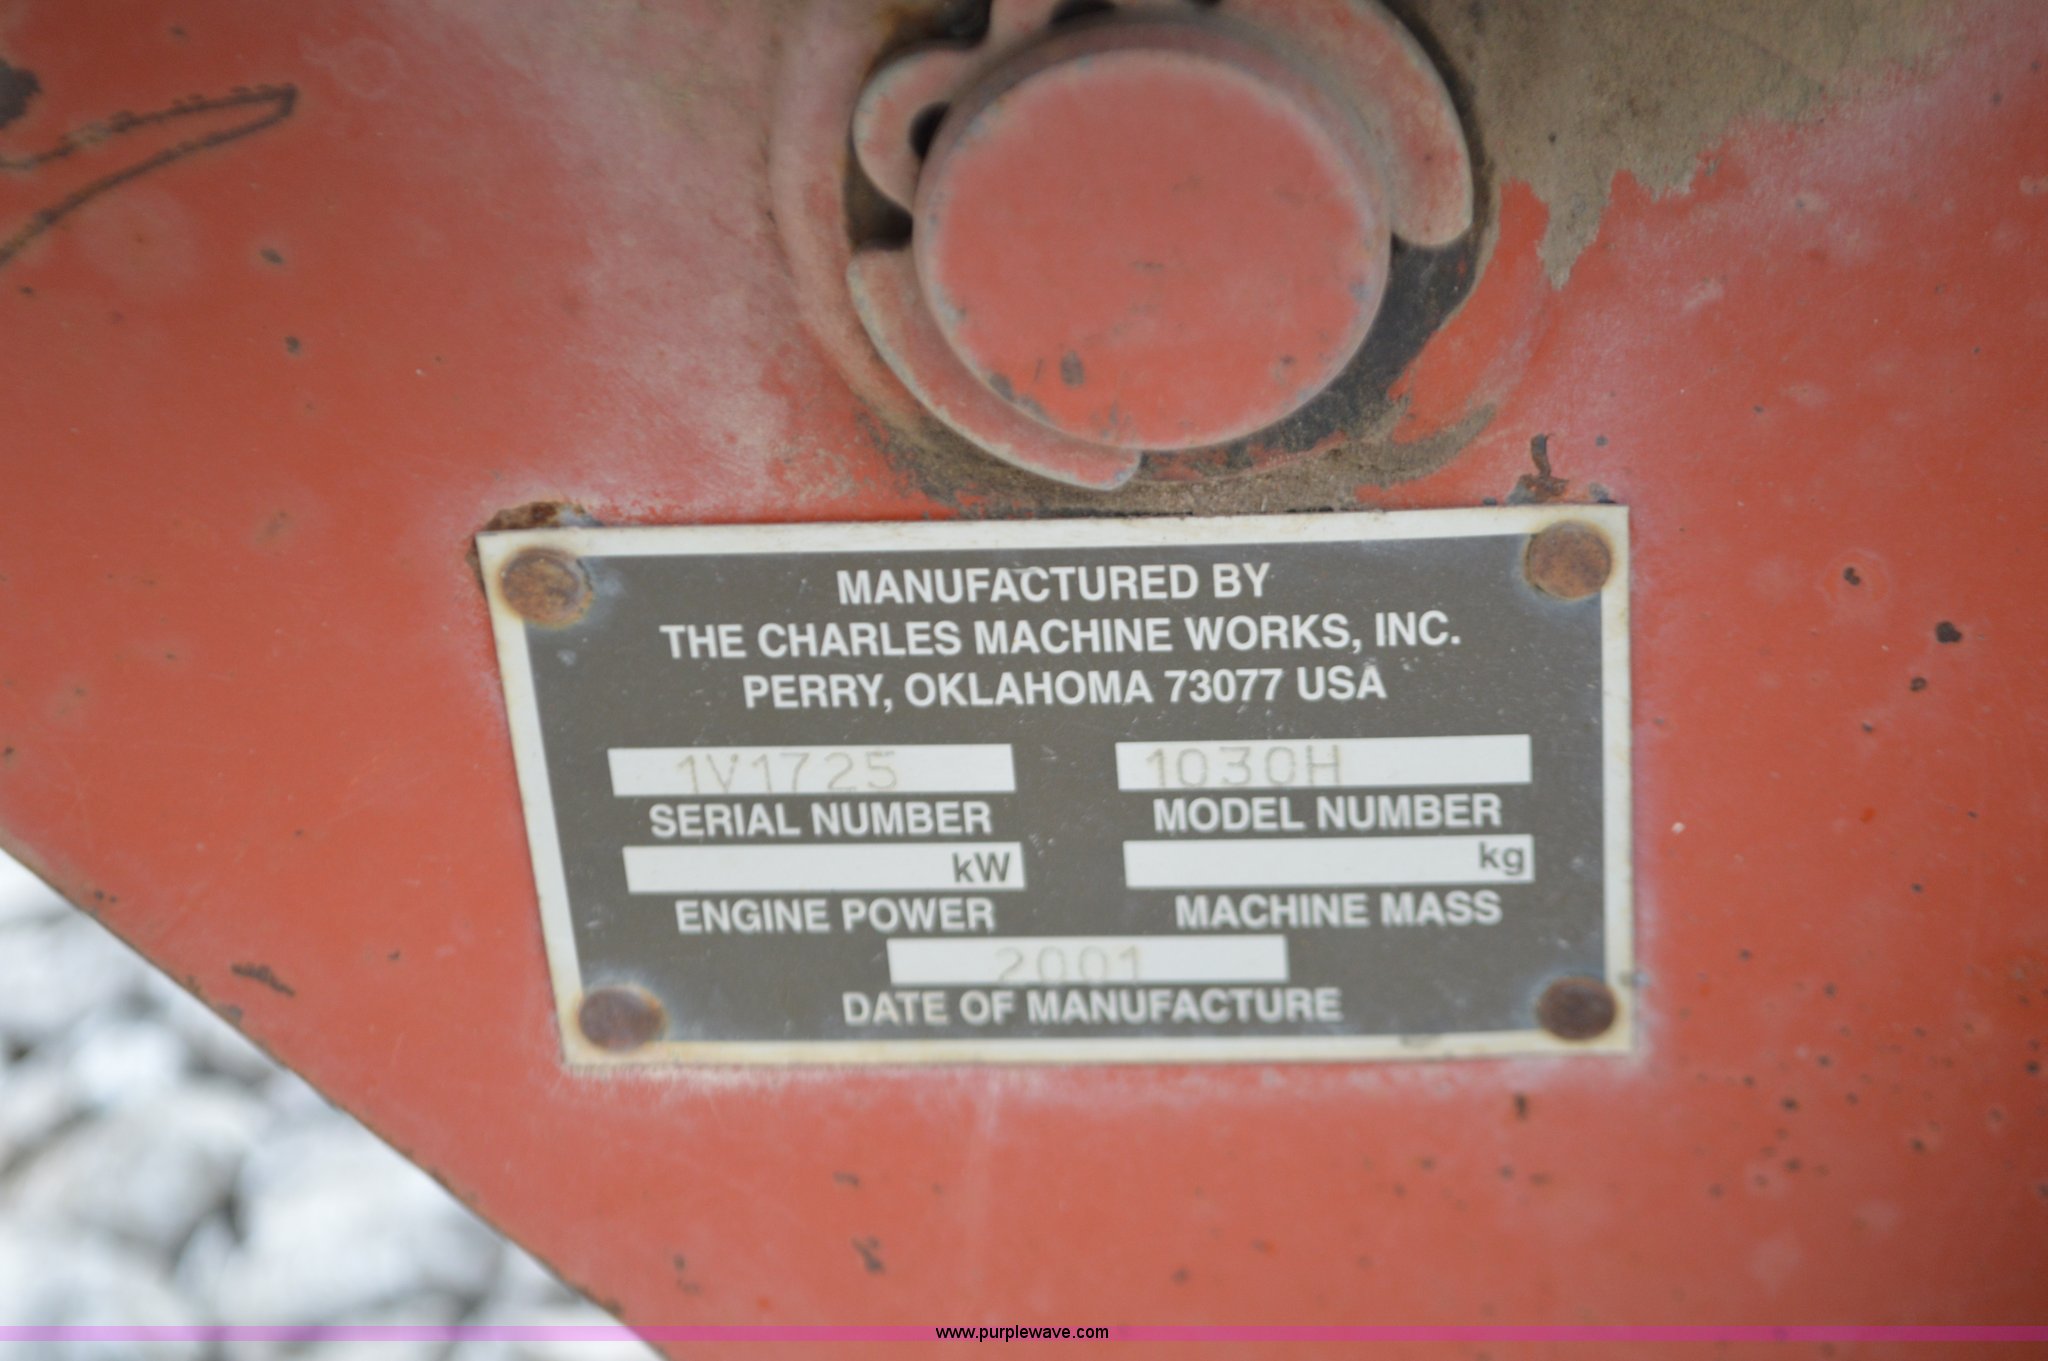 MANUFACTURED BY
THE CHARLES MACHINE WORKS, INC.
PERRY, OKLAHOMA 73077 USA
1V1725 1030H
SERIAL NUMBER MODEL NUMBER
kW kg
ENGINE POWER MACHINE MASS
2001
DATE OF MANUFACTURE
www.purplewave.com